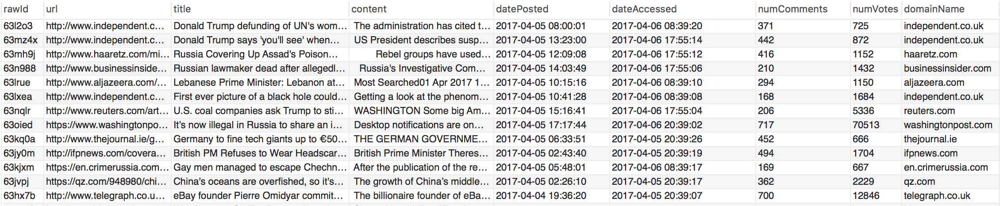 rawId url title content datePosted dateAccessed numComments numVotes domainName
63l2o3 http://www.independent.c... Donald Trump defunding of UN's wom... The administration has cited t... 2017-04-05 08:00:01 2017-04-06 08:39:20 371 725 independent.co.uk
63mz4x http://www.independent.c... Donald Trump says 'you'll see' when... US President describes susp... 2017-04-05 13:23:00 2017-04-06 17:55:14 442 872 independent.co.uk
63mh9j http://www.haaretz.com/mi... Russia Covering Up Assad's Poison... Rebel groups have used... 2017-04-05 12:09:08 2017-04-06 17:55:12 416 1152 haaretz.com
63n988 http://www.businessinside... Russian lawmaker dead after allegedl... Russia's Investigative Com... 2017-04-05 14:03:49 2017-04-06 17:55:06 210 1432 businessinsider.com
63lrue http://www.aljazeera.com/... Lebanese Prime Minister: Lebanon at... Most Searched01 Apr 2017 1... 2017-04-05 10:15:16 2017-04-06 08:39:10 294 1150 aljazeera.com
63lxea http://www.independent.c... First ever picture of a black hole could... Getting a look at the phenom... 2017-04-05 10:41:28 2017-04-06 08:39:08 168 1684 independent.co.uk
63nqlr http://www.reuters.com/art... U.S. coal companies ask Trump to sti... WASHINGTON Some big Am... 2017-04-05 15:16:41 2017-04-06 17:55:04 206 5336 reuters.com
63oied https://www.washingtonpo... It’s now illegal in Russia to share an i... Desktop notifications are on... 2017-04-05 17:17:44 2017-04-06 20:39:02 717 70513 washingtonpost.com
63kq0a http://www.thejournal.ie/g... Germany to fine tech giants up to €50... THE GERMAN GOVERNME... 2017-04-05 06:33:51 2017-04-05 20:39:26 452 666 thejournal.ie
63jy0m http://ifpnews.com/covera... British PM Refuses to Wear Headscar... British Prime Minister Theres... 2017-04-05 02:43:40 2017-04-05 20:39:19 494 1704 ifpnews.com
63kjxm https://en.crimerussia.com... Gay men managed to escape Chechn... After the publication of the re... 2017-04-05 05:48:01 2017-04-06 08:39:17 169 667 en.crimerussia.com
63jvpj https://qz.com/948980/chi... China's oceans are overfished, so it's... The growth of China’s middle... 2017-04-05 02:26:10 2017-04-05 20:39:17 362 2229 qz.com
63hx7b http://www.telegraph.co.u... eBay founder Pierre Omidyar commit... The billionaire founder of eBa... 2017-04-04 19:36:20 2017-04-05 20:39:07 700 12846 telegraph.co.uk